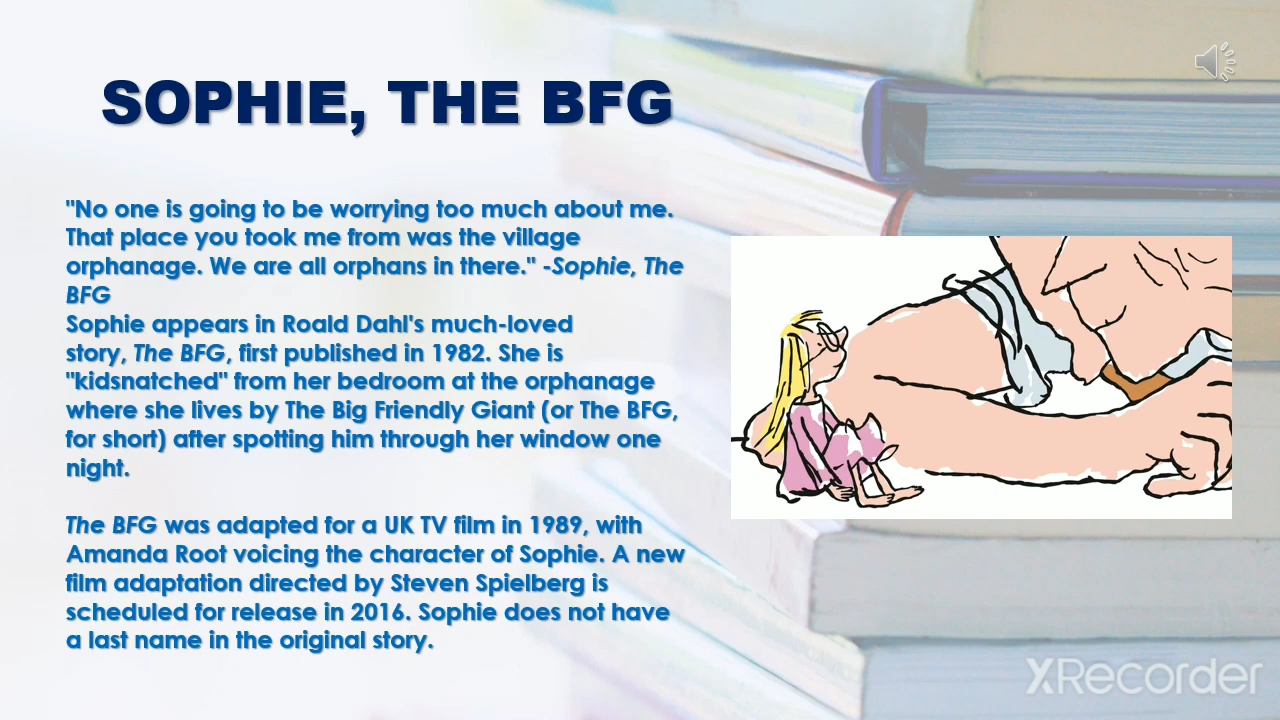 SOPHIE, THE BFG
"No one is going to be worrying too much about me.
That place you took me from was the village
orphanage. We are all orphans in there." -Sophie, The
BFG
Sophie appears in Roald Dahl's much-loved
story, The BFG, first published in 1982. She is
"kidsnatched" from her bedroom at the orphanage
where she lives by The Big Friendly Giant (or The BFG,
for short) after spotting him through her window one
night.
The BFG was adapted for a UK TV film in 1989, with
Amanda Root voicing the character of Sophie. A new
film adaptation directed by Steven Spielberg is
scheduled for release in 2016. Sophie does not have
a last name in the original story.
XRecorder